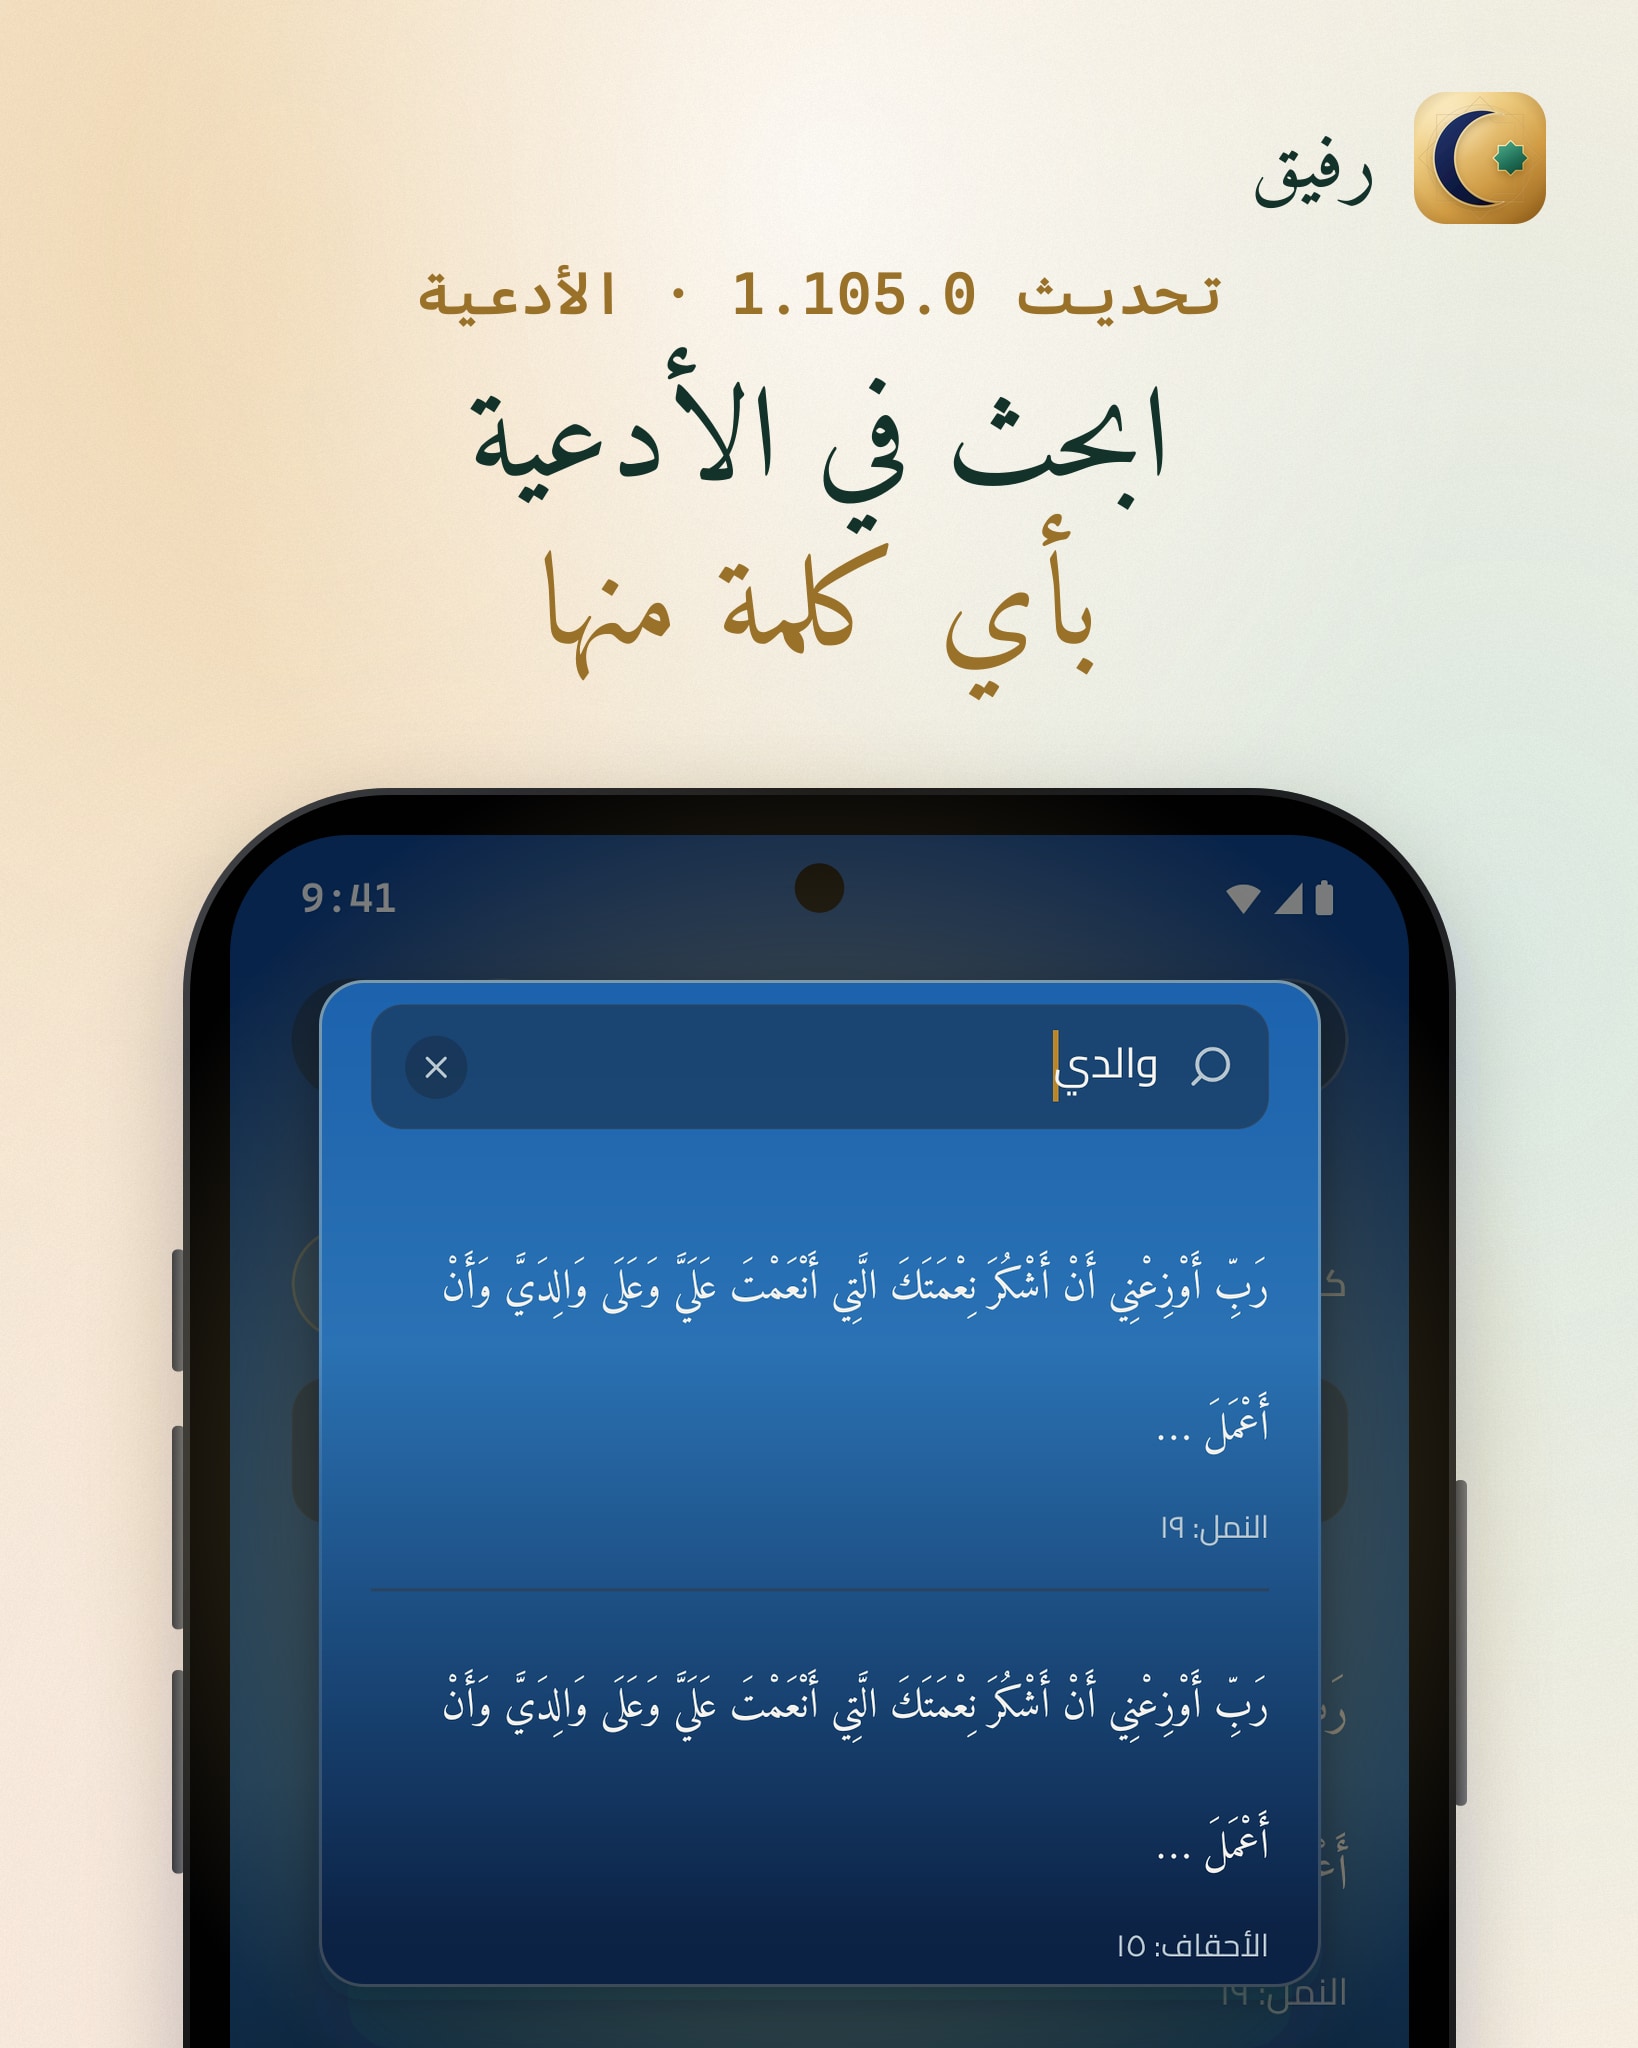 رفيق
تحديث 1.105.0 · الأدعية
ابحث في الأدعية
بأي كلمة منها
9:41
والدي
رَبِّ أَوْزِعْنِي أَنْ أَشْكُرَ نِعْمَتَكَ الَّتِي أَنْعَمْتَ عَلَيَّ وَعَلَى وَالِدَيَّ وَأَنْ
أَعْمَلَ ...
النمل: ١٩
رَبِّ أَوْزِعْنِي أَنْ أَشْكُرَ نِعْمَتَكَ الَّتِي أَنْعَمْتَ عَلَيَّ وَعَلَى وَالِدَيَّ وَأَنْ
أَعْمَلَ ...
الأحقاف: ١٥
النمل: ١٩